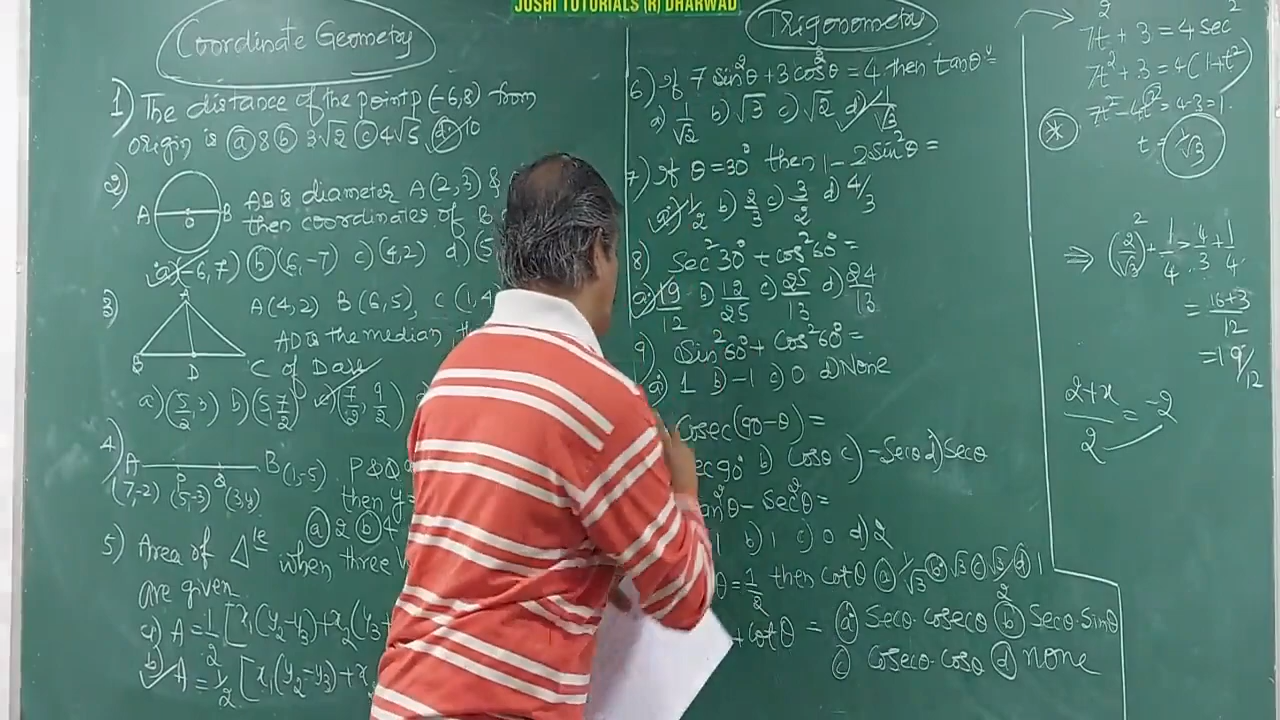 JOSHI TUTORIALS (R) DHARWAD
Coordinate Geometry
1) The distance of the point P(-6,8) from
origin is (a) 8 (b) 3√2 (c) 4√5 (d) 10
2) AB is diameter A(2,3) &
then coordinates of B
A B O
a) (-6,7) (b) (6,-7) c) (4,2) d) (5
3) A(4,2) B(6,5), C(1,4
AD is the median
A B D C of Base
a) (5/2,3) b) (5 7/2) c) (7/2, 9/2)
4) A B (1,-5). P & Q
(7,-2) (5,-3) (3,4) then y=
(a) 2 (b) 4
5) Area of Δle when three
are given
a) A = 1/2 [x1(y2-y3)+x2(y3+
b) A = 1/2 [x1(y2-y3)+x2
Trigonometry
6) If 7 sin²θ + 3 cos²θ = 4 then tanθ =
a) 1/√2 b) √3 c) √2 d) 1/√3
7) If θ = 30° then 1 - 2sin²θ =
a) 1/2 b) 2/3 c) 3/2 d) 4/3
8) Sec²30° + cos²60° =
a) 19/12 b) 12/25 c) 25/13 d) 24/13
9) Sin²60° + Cos²60° =
a) 1 b) -1 c) 0 d) None
Cosec(90-θ) =
ec90° b) Cosθ c) -Secθ d) Secθ
an²θ - Sec²θ =
b) 1 c) 0 d) 2
θ = 1/2 then Cotθ (a) 1/√3 (b) √3 (c) √3/2 (d) 1
+ cotθ = (a) Secθ·Cosecθ (b) Secθ·Sinθ
(c) Cosecθ·Cosθ (d) none
7t² + 3 = 4 sec²
7t² + 3 = 4(1+t²)
7t² - 4t² = 4-3 = 1.
t = 1/√3
⇒ (2/√3)² + 1/4 ⇒ 4/3 + 1/4
= 16+3/12
= 19/12
2+x/2 = -2